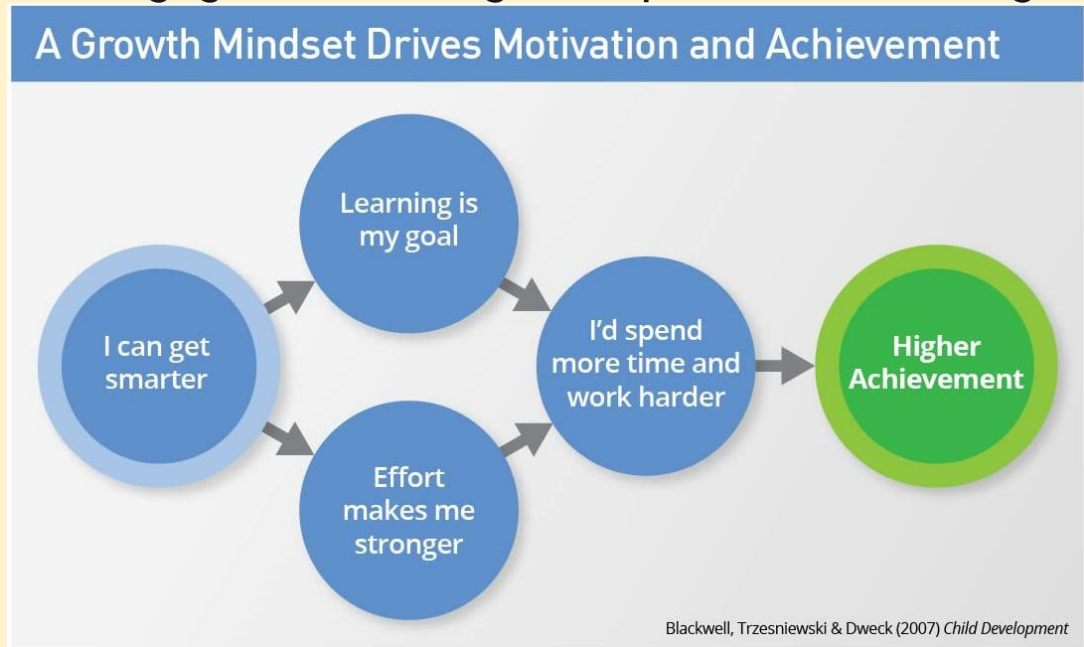 A Growth Mindset Drives Motivation and Achievement
I can get
smarter
Learning is
my goal
Effort
makes me
stronger
I'd spend
more time and
work harder
Higher
Achievement
Blackwell, Trzesniewski & Dweck (2007) Child Development